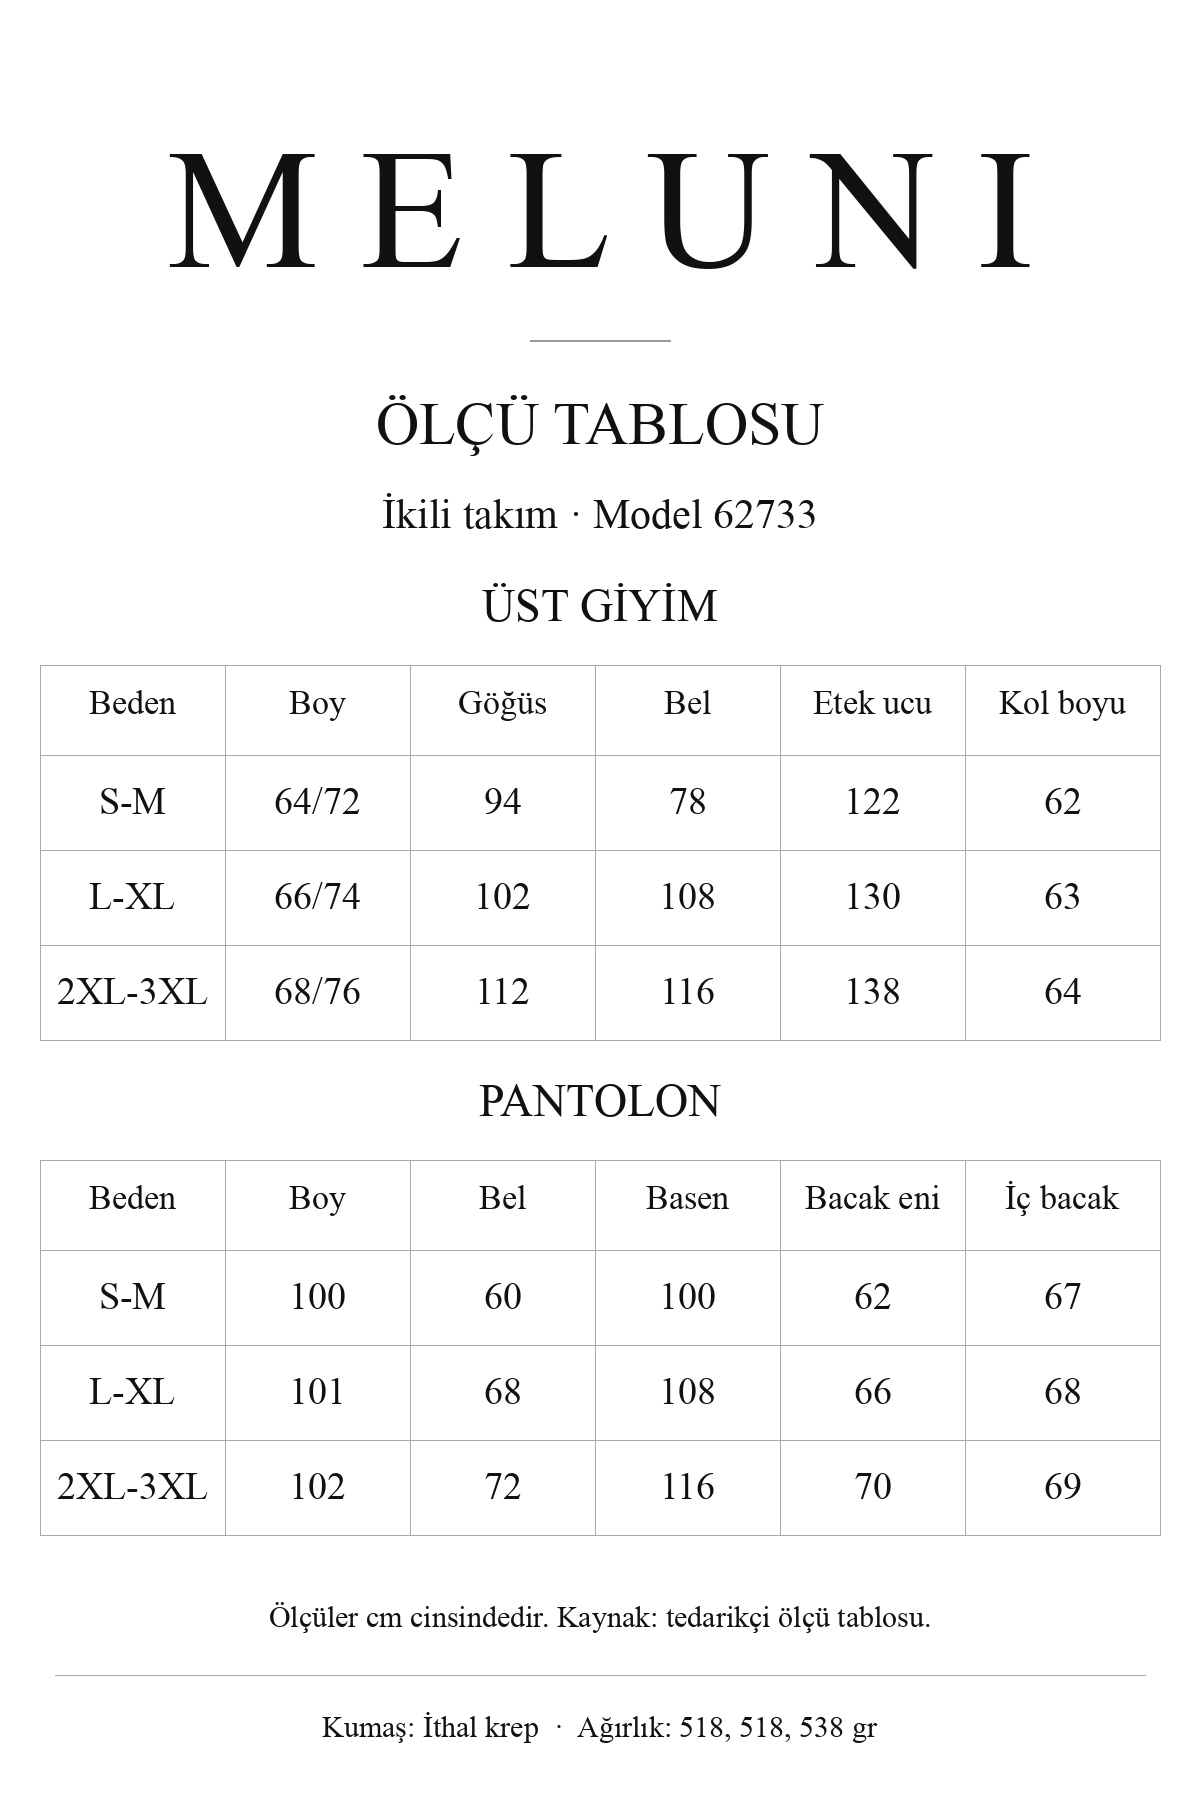 MELUNI
ÖLÇÜ TABLOSU
İkili takım · Model 62733
ÜST GİYİM
Beden Boy Göğüs Bel Etek ucu Kol boyu
S-M 64/72 94 78 122 62
L-XL 66/74 102 108 130 63
2XL-3XL 68/76 112 116 138 64
PANTOLON
Beden Boy Bel Basen Bacak eni İç bacak
S-M 100 60 100 62 67
L-XL 101 68 108 66 68
2XL-3XL 102 72 116 70 69
Ölçüler cm cinsindedir. Kaynak: tedarikçi ölçü tablosu.
Kumaş: İthal krep · Ağırlık: 518, 518, 538 gr